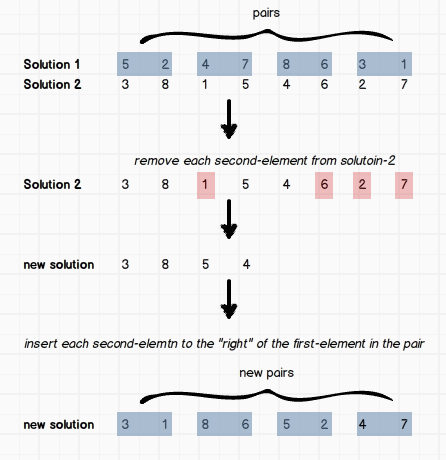 pairs
Solution 1 5 2 4 7 8 6 3 1
Solution 2 3 8 1 5 4 6 2 7
remove each second-element from solutoin-2
Solution 2 3 8 1 5 4 6 2 7
new solution 3 8 5 4
insert each second-elemtn to the "right" of the first-element in the pair
new pairs
new solution 3 1 8 6 5 2 4 7